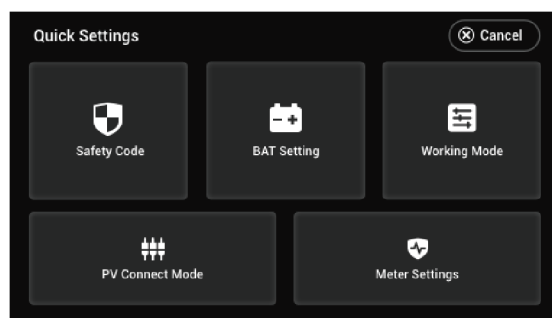 Quick Settings
Cancel
Safety Code
BAT Setting
Working Mode
PV Connect Mode
Meter Settings